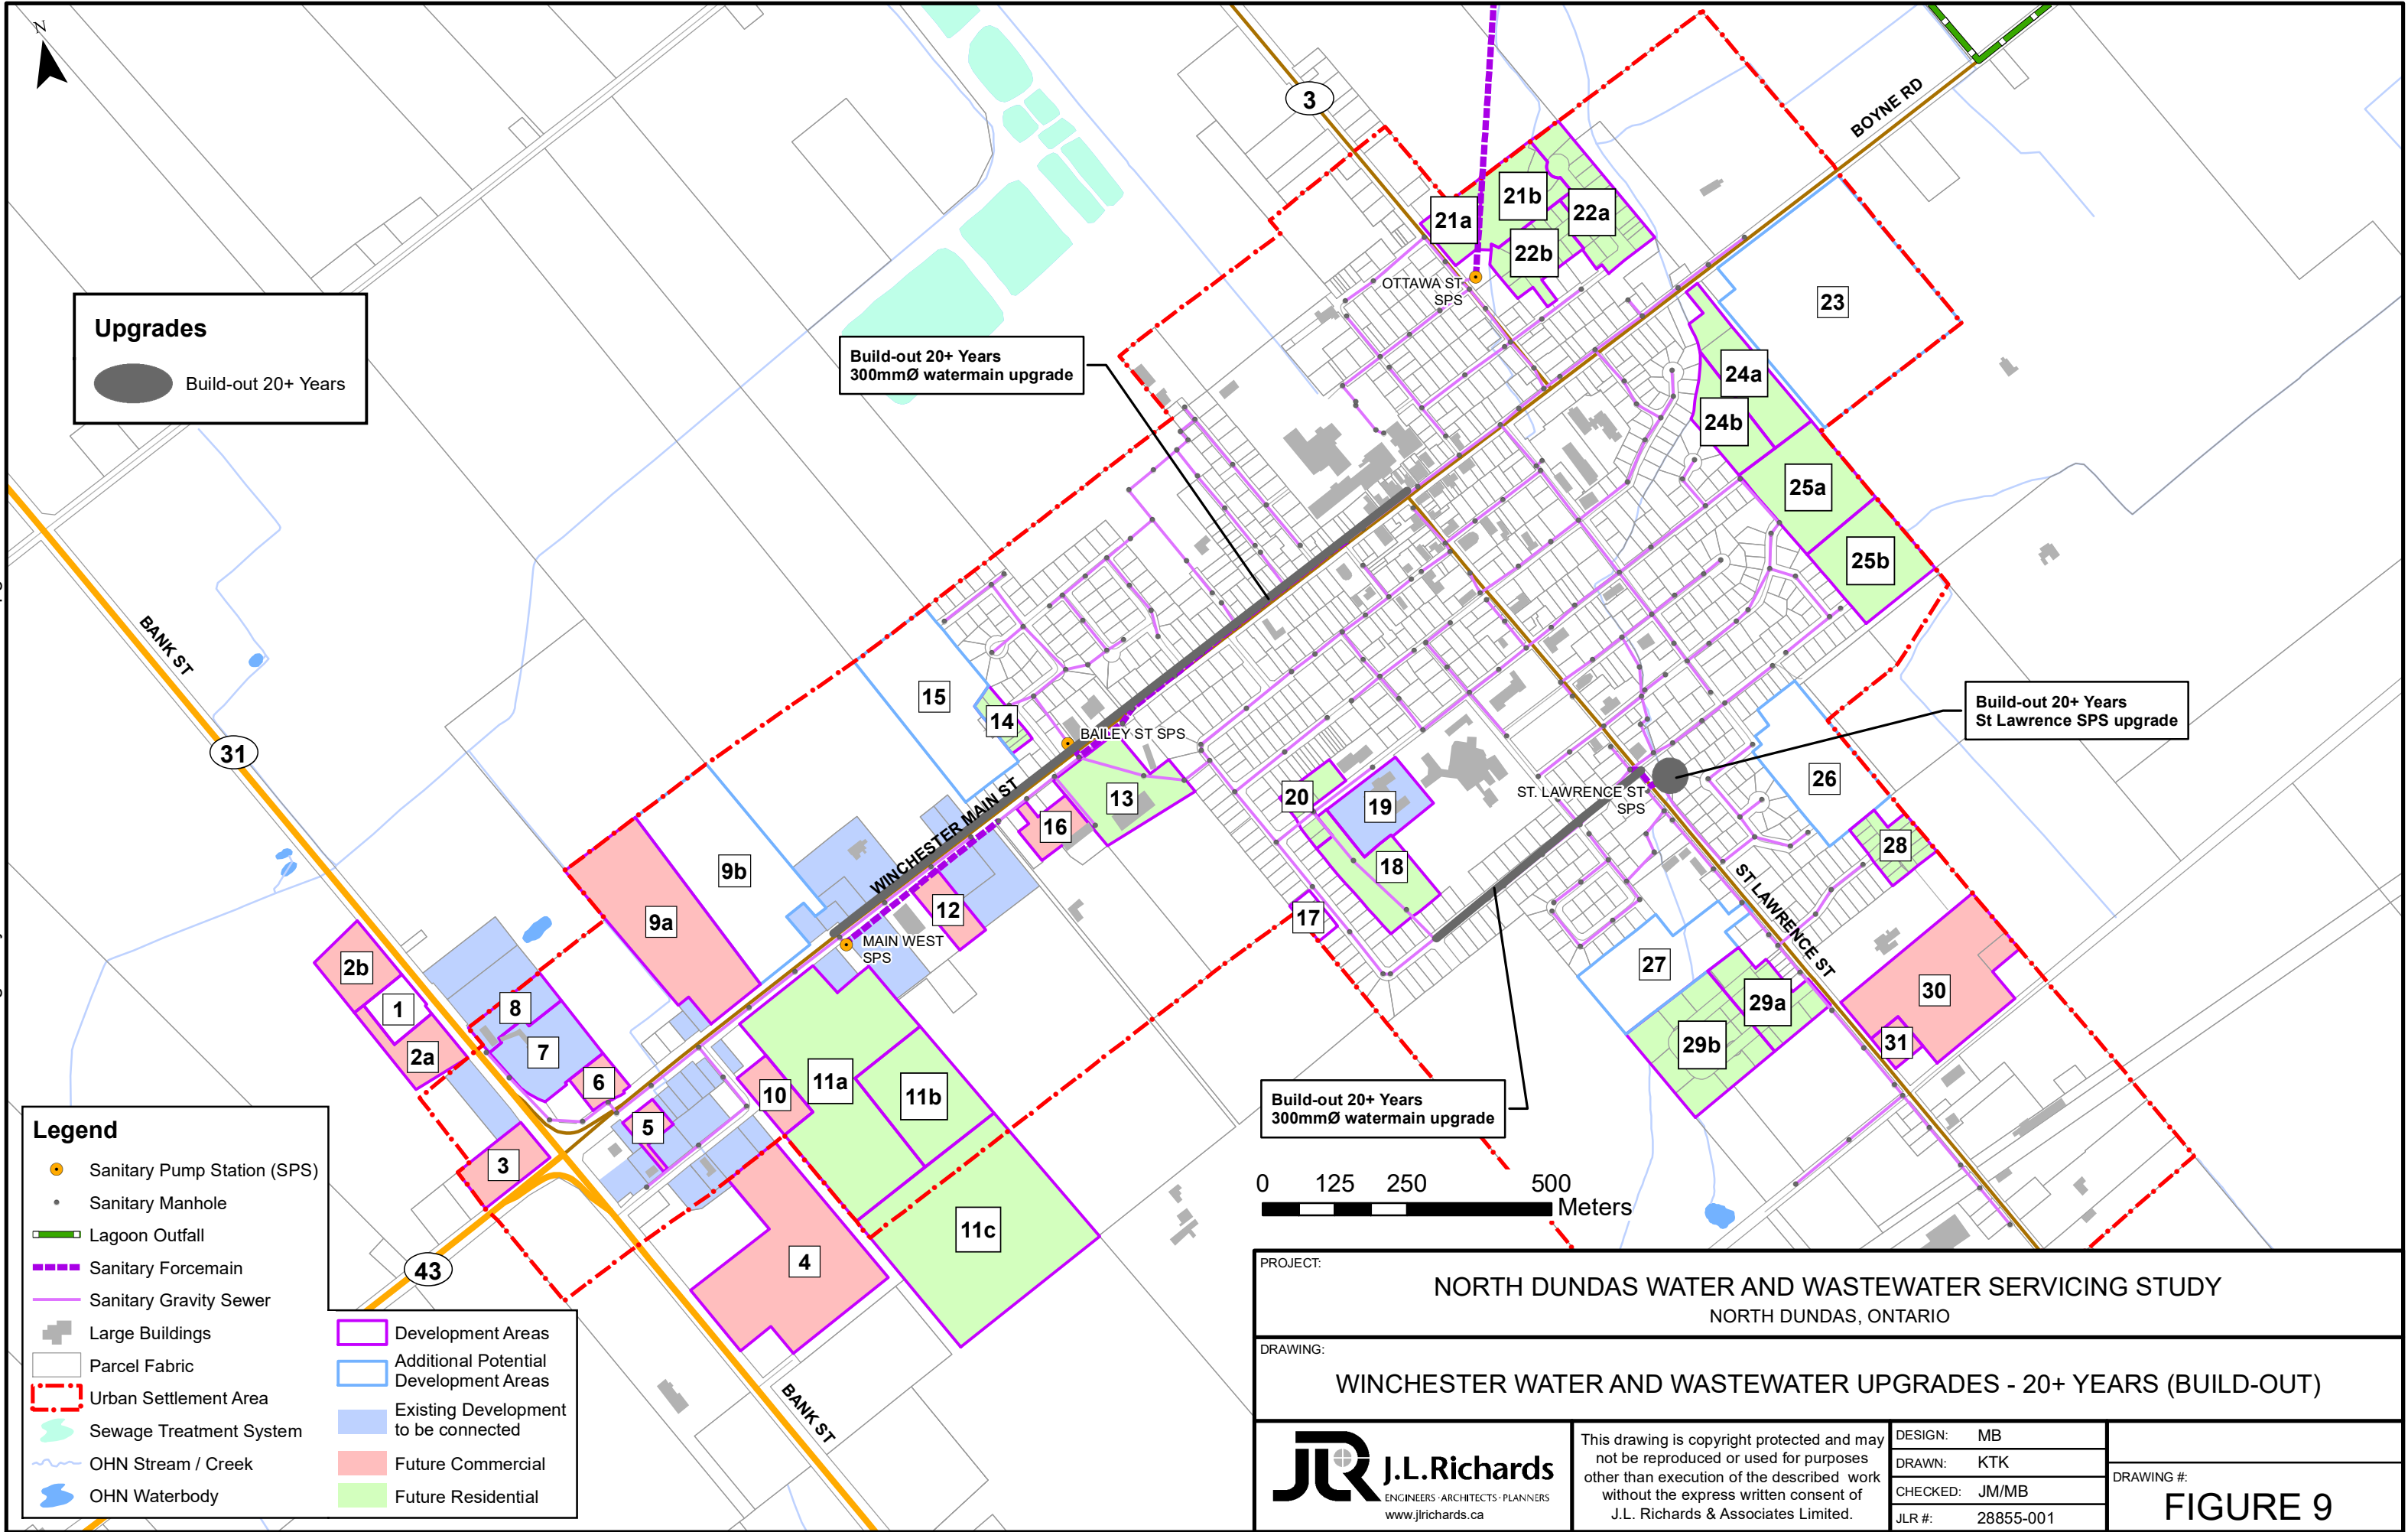 N
3
BOYNE RD
Upgrades
Build-out 20+ Years
21a
21b
22a
22b
OTTAWA ST
SPS
23
Build-out 20+ Years
300mmØ watermain upgrade
24a
24b
25a
25b
BANK ST
31
15
14
BAILEY ST SPS
13
16
WINCHESTER MAIN ST
9b
9a
12
MAIN WEST
SPS
20
19
18
17
ST. LAWRENCE ST
SPS
Build-out 20+ Years
St Lawrence SPS upgrade
26
28
ST LAWRENCE ST
27
29a
29b
30
31
2b
1
2a
8
7
6
5
3
10
11a
11b
11c
4
43
BANK ST
Build-out 20+ Years
300mmØ watermain upgrade
0 125 250 500
Meters
Legend
Sanitary Pump Station (SPS)
Sanitary Manhole
Lagoon Outfall
Sanitary Forcemain
Sanitary Gravity Sewer
Large Buildings
Parcel Fabric
Urban Settlement Area
Sewage Treatment System
OHN Stream / Creek
OHN Waterbody
Development Areas
Additional Potential
Development Areas
Existing Development
to be connected
Future Commercial
Future Residential
PROJECT:
NORTH DUNDAS WATER AND WASTEWATER SERVICING STUDY
NORTH DUNDAS, ONTARIO
DRAWING:
WINCHESTER WATER AND WASTEWATER UPGRADES - 20+ YEARS (BUILD-OUT)
JLR J.L.Richards
ENGINEERS · ARCHITECTS · PLANNERS
www.jlrichards.ca
This drawing is copyright protected and may
not be reproduced or used for purposes
other than execution of the described work
without the express written consent of
J.L. Richards & Associates Limited.
DESIGN: MB
DRAWN: KTK
CHECKED: JM/MB
JLR #: 28855-001
DRAWING #:
FIGURE 9